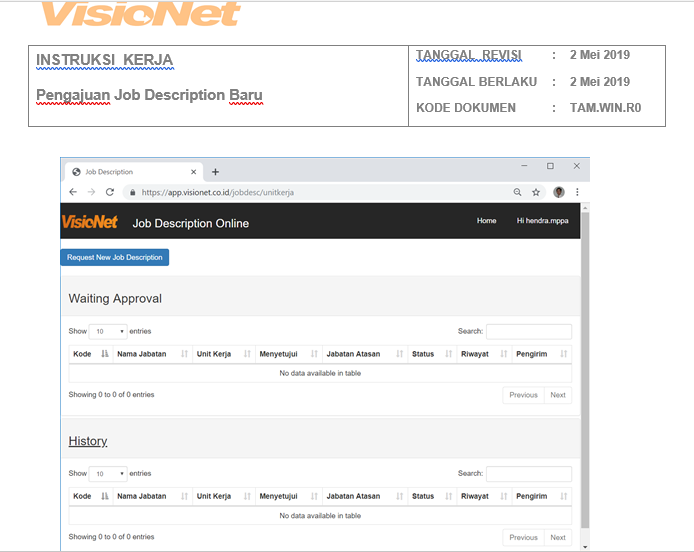 VisioNet
INSTRUKSI KERJA
Pengajuan Job Description Baru
TANGGAL REVISI : 2 Mei 2019
TANGGAL BERLAKU : 2 Mei 2019
KODE DOKUMEN : TAM.WIN.R0
Job Description
https://app.visionet.co.id/jobdesc/unitkerja
VisioNet Job Description Online Home Hi hendra.mppa
Request New Job Description
Waiting Approval
Show 10 entries Search:
Kode Nama Jabatan Unit Kerja Menyetujui Jabatan Atasan Status Riwayat Pengirim
No data available in table
Showing 0 to 0 of 0 entries Previous Next
History
Show 10 entries Search:
Kode Nama Jabatan Unit Kerja Menyetujui Jabatan Atasan Status Riwayat Pengirim
No data available in table
Showing 0 to 0 of 0 entries Previous Next